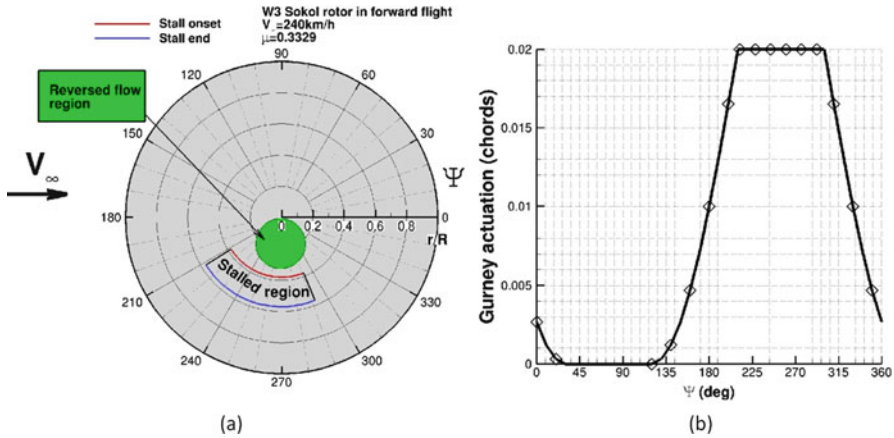 W3 Sokol rotor in forward flight
Stall onset
V =240km/h
Stall end
μ=0.3329
90
120
60
Reversed flow
region
150
30
V∞
Ψ
180
0
0 0.2 0.4 0.6 0.8
r/R
Stalled region
210
330
240
300
270
(a)
0.02
0.015
0.01
0.005
0
Gurney actuation (chords)
0 45 90 135 180 225 270 315 360
Ψ (deg)
(b)